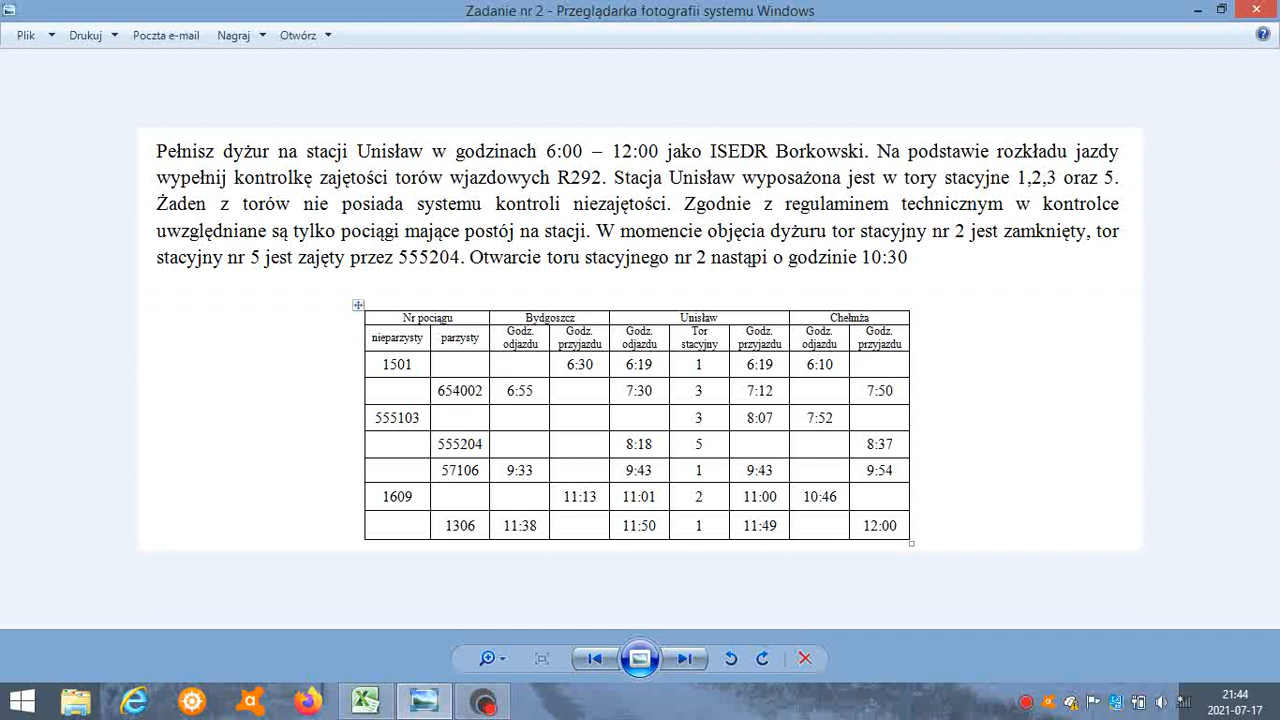 Zadanie nr 2 - Przeglądarka fotografii systemu Windows
Plik Drukuj Poczta e-mail Nagraj Otwórz
Pełnisz dyżur na stacji Unisław w godzinach 6:00 – 12:00 jako ISEDR Borkowski. Na podstawie rozkładu jazdy
wypełnij kontrolkę zajętości torów wjazdowych R292. Stacja Unisław wyposażona jest w tory stacyjne 1,2,3 oraz 5.
Żaden z torów nie posiada systemu kontroli niezajętości. Zgodnie z regulaminem technicznym w kontrolce
uwzględniane są tylko pociągi mające postój na stacji. W momencie objęcia dyżuru tor stacyjny nr 2 jest zamknięty, tor
stacyjny nr 5 jest zajęty przez 555204. Otwarcie toru stacyjnego nr 2 nastąpi o godzinie 10:30
Nr pociągu Bydgoszcz Unisław Chełmża
nieparzysty parzysty Godz. odjazdu Godz. przyjazdu Godz. odjazdu Tor stacyjny Godz. przyjazdu Godz. odjazdu Godz. przyjazdu
1501 6:30 6:19 1 6:19 6:10
654002 6:55 7:30 3 7:12 7:50
555103 3 8:07 7:52
555204 8:18 5 8:37
57106 9:33 9:43 1 9:43 9:54
1609 11:13 11:01 2 11:00 10:46
1306 11:38 11:50 1 11:49 12:00
21:44
2021-07-17